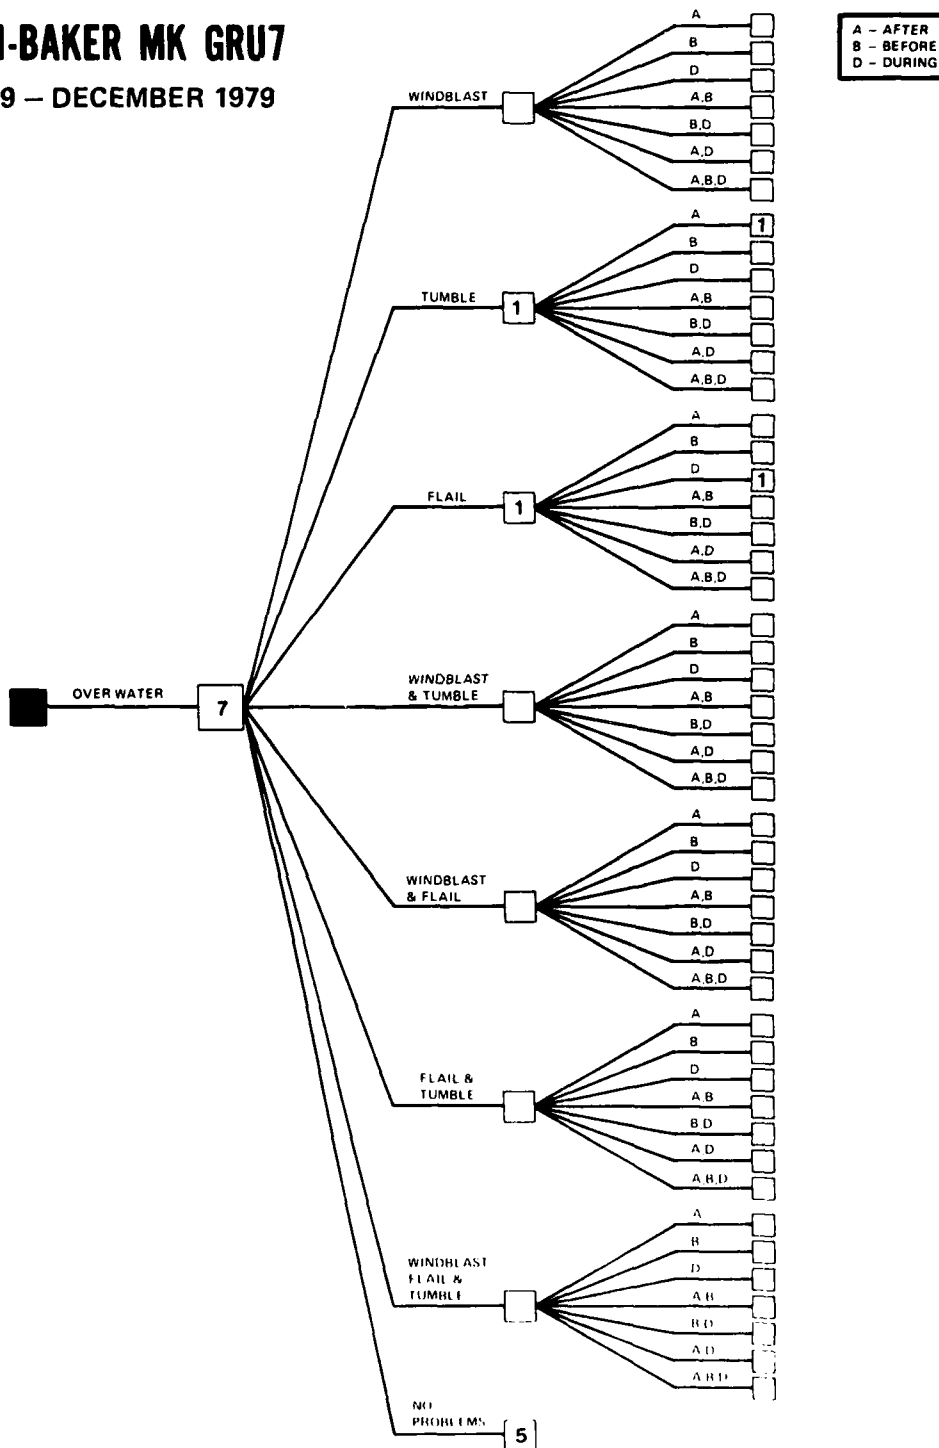 -BAKER MK GRU7
9 – DECEMBER 1979
A – AFTER
B – BEFORE
D – DURING
WINDBLAST
A
B
D
A,B
B,D
A,D
A,B,D
TUMBLE
1
A
1
B
D
A,B
B,D
A,D
A,B,D
FLAIL
1
A
B
D
1
A,B
B,D
A,D
A,B,D
OVER WATER
7
WINDBLAST
& TUMBLE
A
B
D
A,B
B,D
A,D
A,B,D
WINDBLAST
& FLAIL
A
B
D
A,B
B,D
A,D
A,B,D
FLAIL &
TUMBLE
A
B
D
A,B
B,D
A,D
A,B,D
WINDBLAST
FLAIL &
TUMBLE
A
B
D
A,B
B,D
A,D
A,B,D
NO
PROBLEMS
5